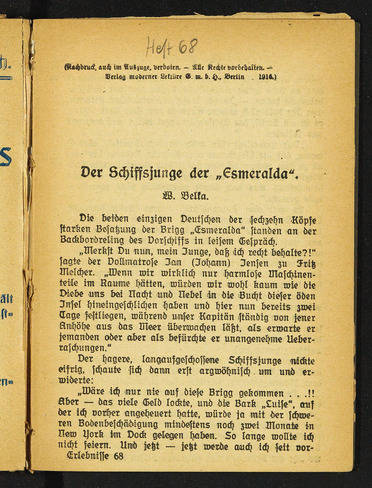 Heft 68
(Nachdruck, auch im Auszuge, verboten. — Alle Rechte vorbehalten. —
Verlag moderner Lektüre G. m. b. H., Berlin . 1916.)
Der Schiffsjunge der „Esmeralda“.
W. Belka.
Die beiden einzigen Deutschen der sechzehn Köpfe
starken Besatzung der Brigg „Esmeralda“ standen an der
Backbordreling des Vorschiffs in leisem Gespräch.
„Merkst Du nun, mein Junge, daß ich recht behalte?!“
sagte der Vollmatrose Jan (Johann) Jensen zu Fritz
Melcher. „Wenn wir wirklich nur harmlose Maschinen-
teile im Raume hätten, würden wir wohl kaum wie die
Diebe uns bei Nacht und Nebel in die Bucht dieser öden
Insel hineingeschlichen haben und hier nun bereits zwei
Tage festliegen, während unser Kapitän ständig von jener
Anhöhe aus das Meer überwachen läßt, als erwarte er
jemanden oder aber als befürchte er unangenehme Ueber-
raschungen.“
Der hagere, langaufgeschossene Schiffsjunge nickte
eifrig, schaute sich dann erst argwöhnisch um und er-
widerte:
„Wäre ich nur nie auf diese Brigg gekommen . . .!!
Aber — das viele Geld lockte, und die Bark „Luise“, auf
der ich vorher angeheuert hatte, würde ja mit der schwe-
ren Bodenbeschädigung mindestens noch zwei Monate in
New York im Dock gelegen haben. So lange wollte ich
nicht feiern. Und jetzt — jetzt werde auch ich seit vor-
Erlebnisse 68